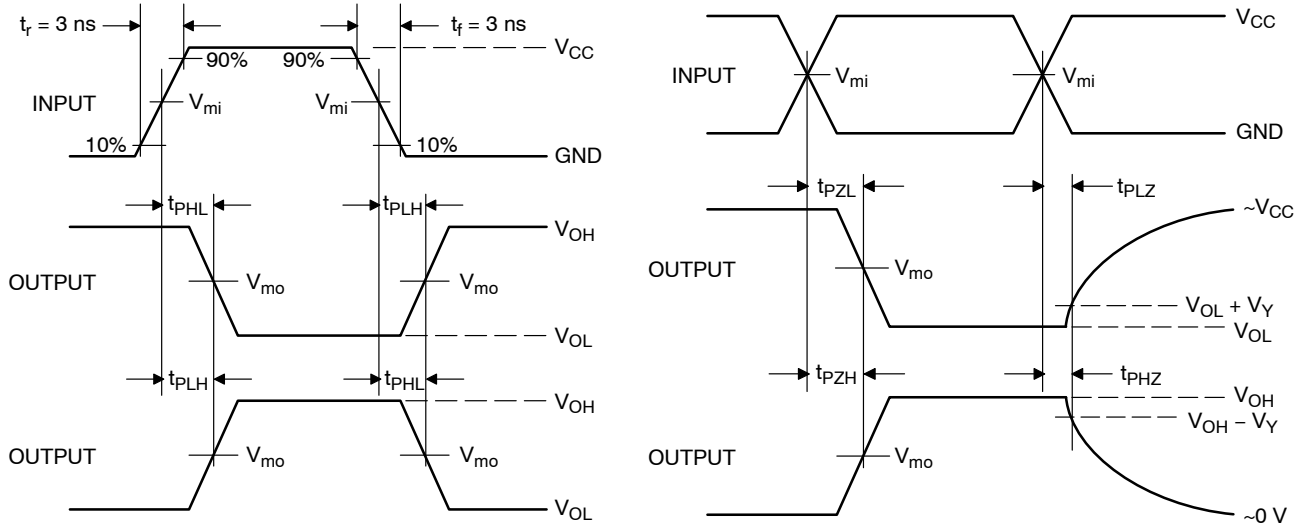 t_r = 3 ns
t_f = 3 ns
V_CC
90%
90%
INPUT
V_mi
V_mi
10%
10%
GND
t_PHL
t_PLH
V_OH
OUTPUT
V_mo
V_mo
V_OL
t_PLH
t_PHL
V_OH
OUTPUT
V_mo
V_mo
V_OL
V_CC
INPUT
V_mi
V_mi
GND
t_PZL
t_PLZ
~V_CC
OUTPUT
V_mo
V_OL + V_Y
V_OL
t_PZH
t_PHZ
V_OH
V_OH – V_Y
OUTPUT
V_mo
~0 V